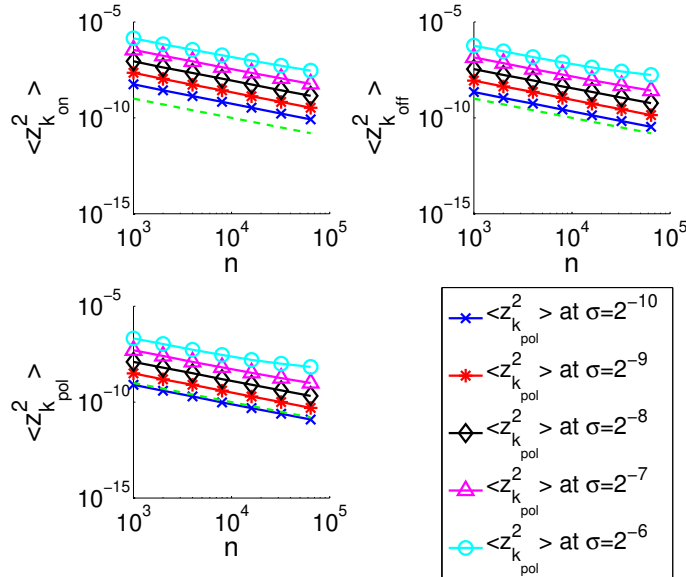 10^-5
10^-10
10^-15
10^3
10^4
10^5
n
<z^2_k_on >
10^-5
10^-10
10^-15
10^3
10^4
10^5
n
<z^2_k_off >
10^-5
10^-10
10^-15
10^3
10^4
10^5
n
<z^2_k_pol >
<z^2_k_pol > at σ=2^-10
<z^2_k_pol > at σ=2^-9
<z^2_k_pol > at σ=2^-8
<z^2_k_pol > at σ=2^-7
<z^2_k_pol > at σ=2^-6